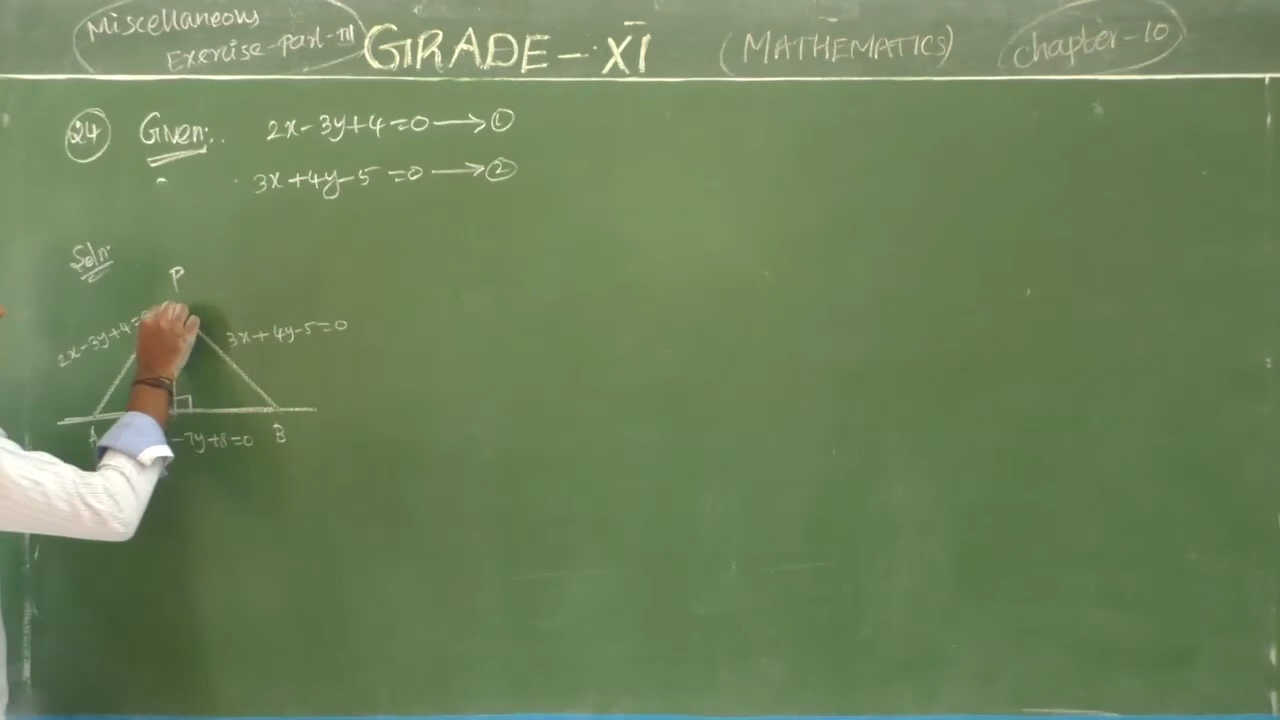 Miscellaneous
Exercise-part-III
GRADE-XI
(MATHEMATICS)
chapter-10
24 Given:.. 2x-3y+4=0 → 1
3x+4y-5=0 → 2
Soln:
P
2x-3y+4=0
3x+4y-5=0
A
-7y+8=0
B